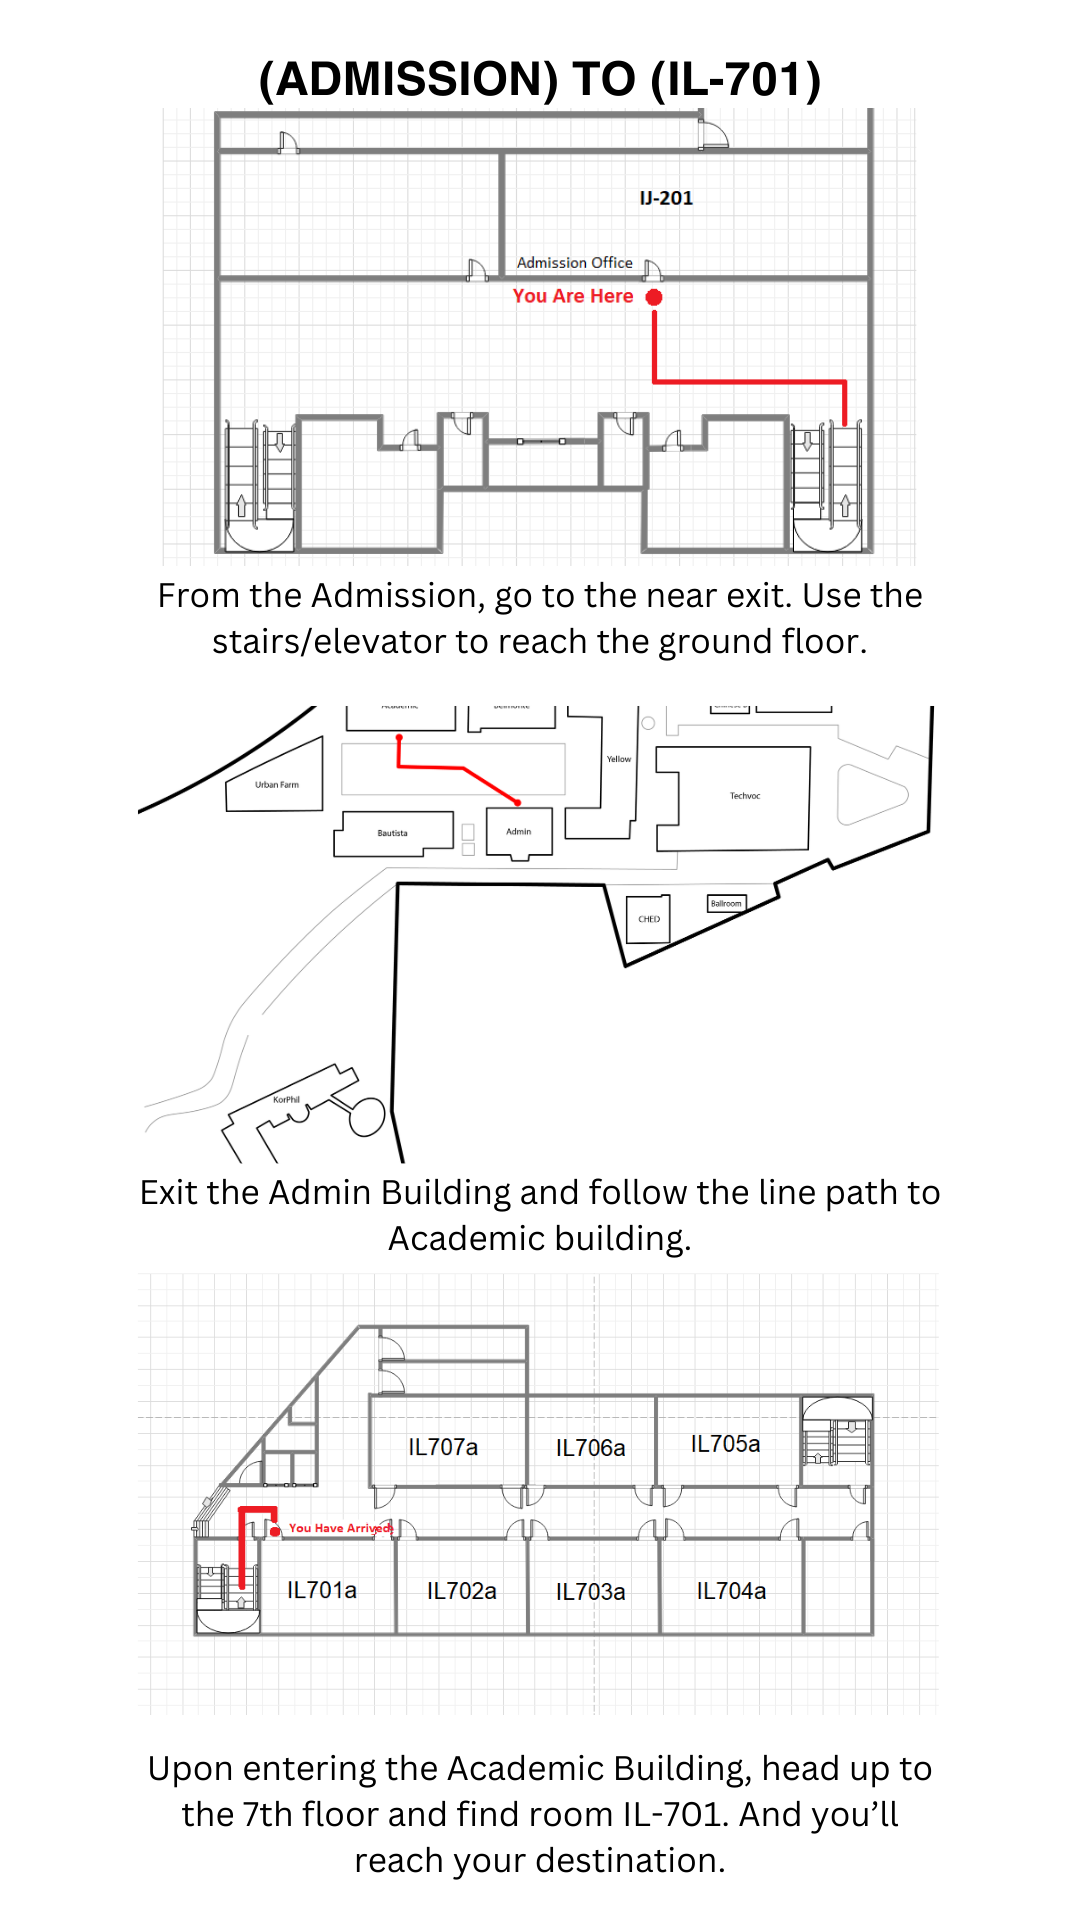 (ADMISSION) TO (IL-701)
IJ-201
Admission Office
You Are Here
From the Admission, go to the near exit. Use the
stairs/elevator to reach the ground floor.
Academic
Belmonte
Yellow
Urban Farm
Techvoc
Bautista
Admin
CHED
Ballroom
KorPhil
Exit the Admin Building and follow the line path to
Academic building.
IL707a
IL706a
IL705a
You Have Arrived!
IL701a
IL702a
IL703a
IL704a
Upon entering the Academic Building, head up to
the 7th floor and find room IL-701. And you’ll
reach your destination.